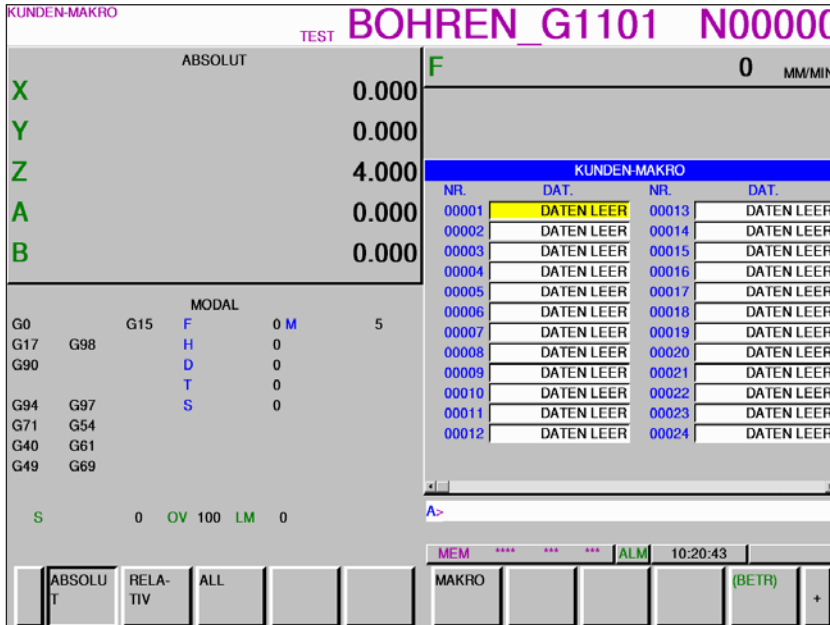 KUNDEN-MAKRO
TEST BOHREN_G1101 N00000
ABSOLUT
X 0.000
Y 0.000
Z 4.000
A 0.000
B 0.000
MODAL
G0 G15 F 0 M 5
G17 G98 H 0
G90 D 0
T 0
G94 G97 S 0
G71 G54
G40 G61
G49 G69
S 0 OV 100 LM 0
F 0 MM/MIN
KUNDEN-MAKRO
NR. DAT. NR. DAT.
00001 DATEN LEER 00013 DATEN LEER
00002 DATEN LEER 00014 DATEN LEER
00003 DATEN LEER 00015 DATEN LEER
00004 DATEN LEER 00016 DATEN LEER
00005 DATEN LEER 00017 DATEN LEER
00006 DATEN LEER 00018 DATEN LEER
00007 DATEN LEER 00019 DATEN LEER
00008 DATEN LEER 00020 DATEN LEER
00009 DATEN LEER 00021 DATEN LEER
00010 DATEN LEER 00022 DATEN LEER
00011 DATEN LEER 00023 DATEN LEER
00012 DATEN LEER 00024 DATEN LEER
A>
MEM **** *** *** ALM 10:20:43
ABSOLU
T
RELA-
TIV
ALL
MAKRO
(BETR)
+